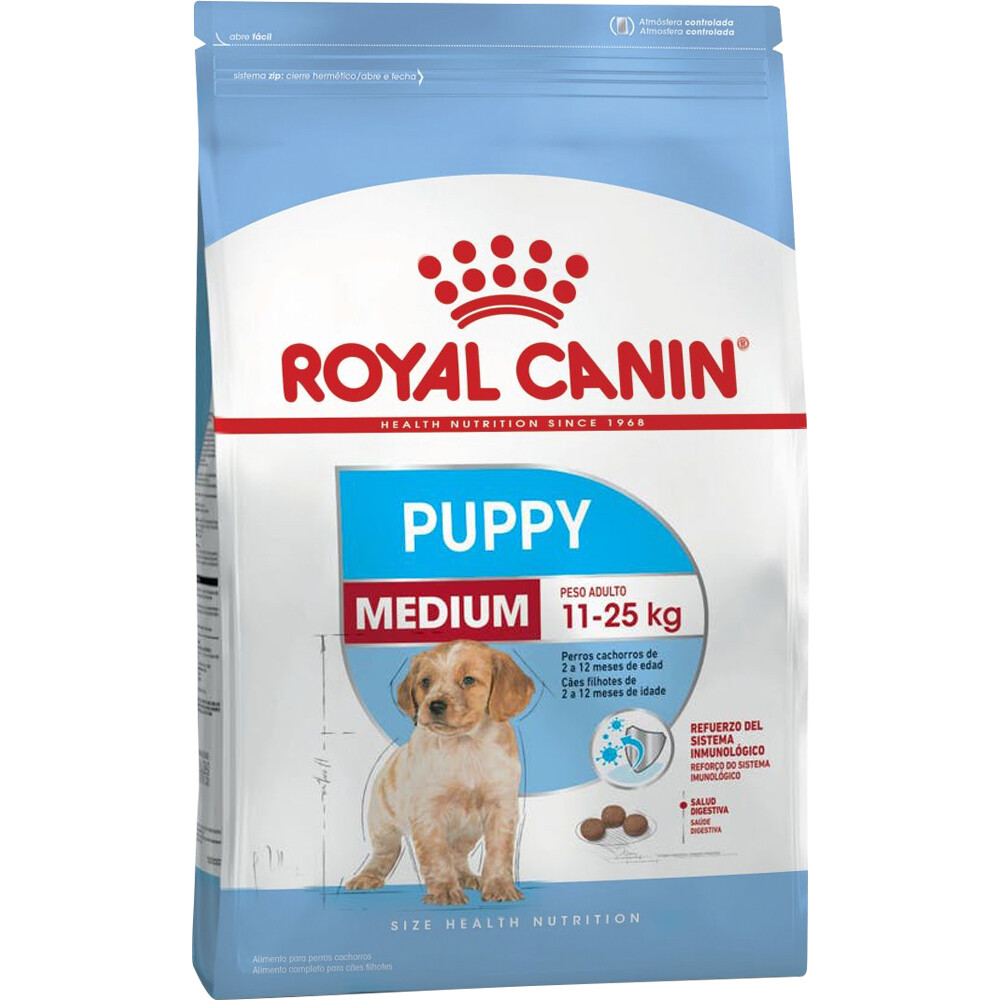 abre fácil
Atmósfera controlada
Atmosfera controlada
sistema zip: cierre hermético/abre e fecha
ROYAL CANIN®
HEALTH NUTRITION SINCE 1968
PUPPY
MEDIUM
PESO ADULTO
11-25 kg
Perros cachorros de
2 a 12 meses de edad
Cães filhotes de
2 a 12 meses de idade
REFUERZO DEL
SISTEMA
INMUNOLÓGICO
REFORÇO DO SISTEMA
IMUNOLÓGICO
SALUD
DIGESTIVA
SAÚDE
DIGESTIVA
SIZE HEALTH NUTRITION
Alimento para perros cachorros
Alimento completo para cães filhotes